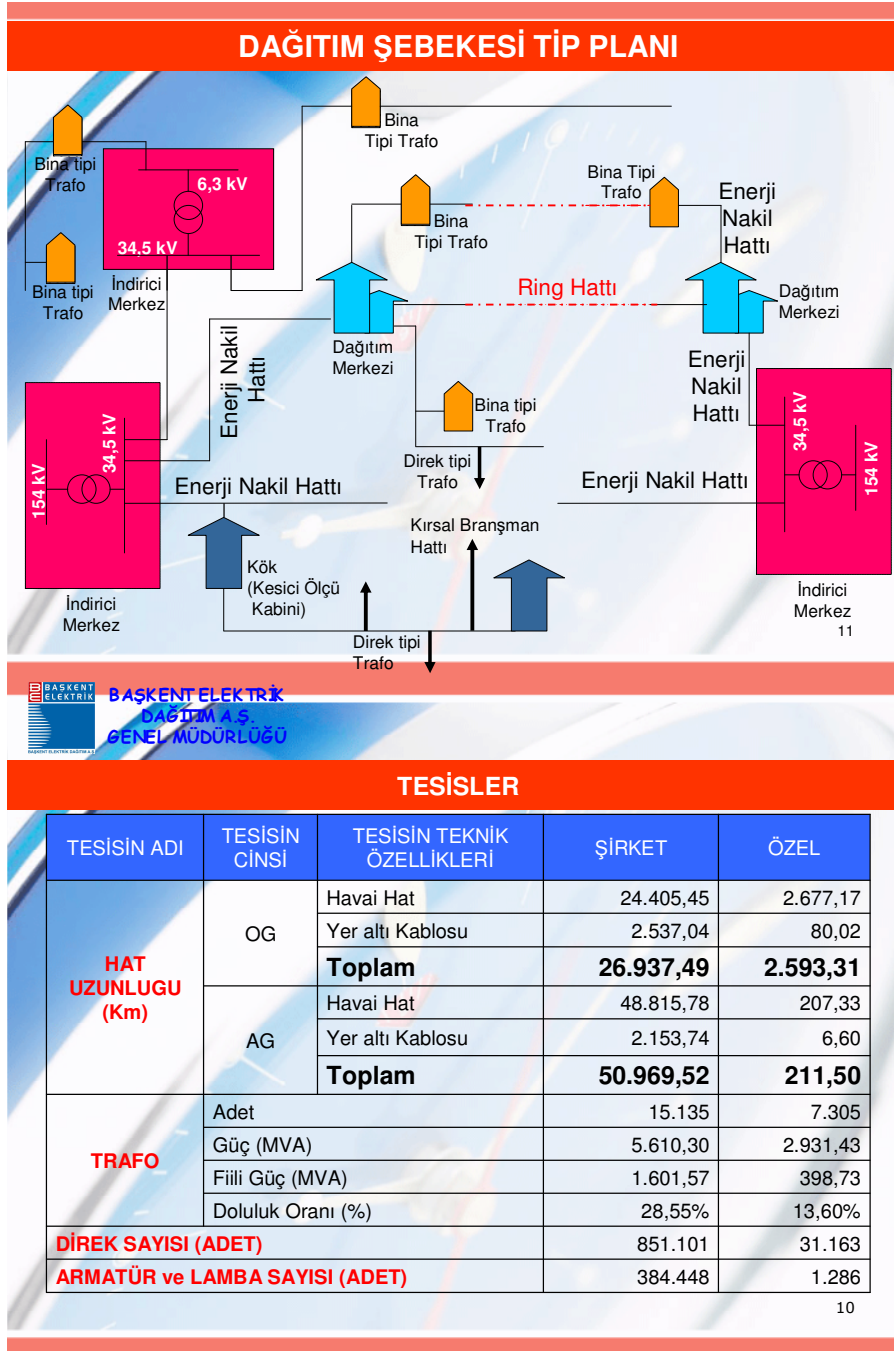 DAĞITIM ŞEBEKESİ TİP PLANI
Bina
Tipi Trafo
Bina tipi
Trafo
6,3 kV
34,5 kV
Bina tipi
Trafo
İndirici
Merkez
Bina
Tipi Trafo
Bina Tipi
Trafo
Enerji
Nakil
Hattı
Ring Hattı
Dağıtım
Merkezi
Dağıtım
Merkezi
Enerji Nakil
Hattı
Enerji
Nakil
Hattı
Bina tipi
Trafo
Direk tipi
Trafo
154 kV
34,5 kV
Enerji Nakil Hattı
Enerji Nakil Hattı
34,5 kV
154 kV
Kırsal Branşman
Hattı
Kök
(Kesici Ölçü
Kabini)
İndirici
Merkez
Direk tipi
Trafo
İndirici
Merkez
11
BAŞKENT
ELEKTRİK
BAŞKENT ELEKTRİK DAĞITIM A.Ş.
BAŞKENT ELEKTRİK
DAĞITIM A.Ş.
GENEL MÜDÜRLÜĞÜ
TESİSLER
TESİSİN ADI TESİSİN CİNSİ TESİSİN TEKNİK ÖZELLİKLERİ ŞİRKET ÖZEL
HAT
UZUNLUGU
(Km)
OG
Havai Hat 24.405,45 2.677,17
Yer altı Kablosu 2.537,04 80,02
Toplam 26.937,49 2.593,31
AG
Havai Hat 48.815,78 207,33
Yer altı Kablosu 2.153,74 6,60
Toplam 50.969,52 211,50
TRAFO
Adet 15.135 7.305
Güç (MVA) 5.610,30 2.931,43
Fiili Güç (MVA) 1.601,57 398,73
Doluluk Oranı (%) 28,55% 13,60%
DİREK SAYISI (ADET) 851.101 31.163
ARMATÜR ve LAMBA SAYISI (ADET) 384.448 1.286
10